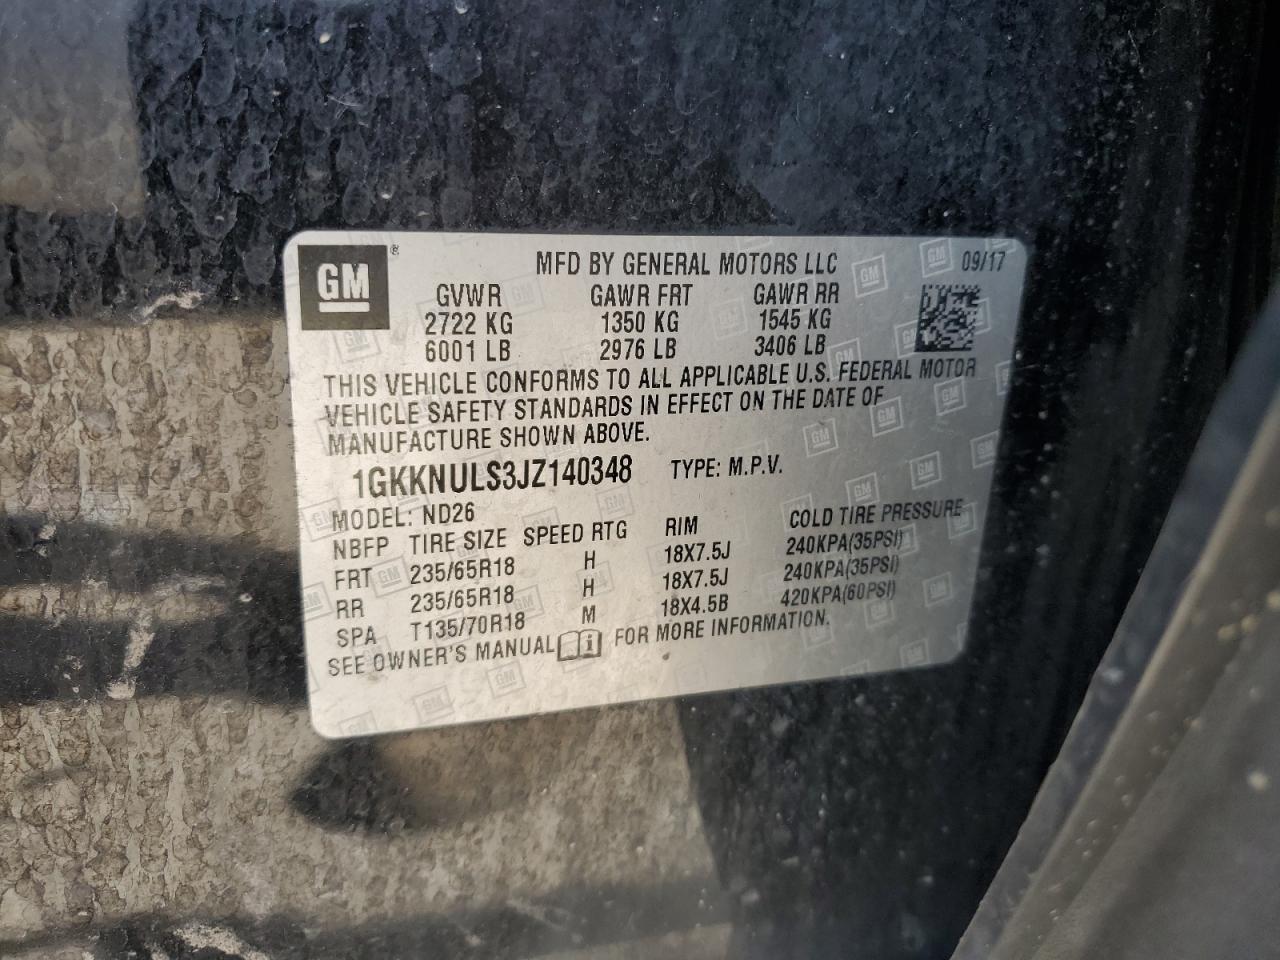 GM ®
MFD BY GENERAL MOTORS LLC 09/17
GVWR GAWR FRT GAWR RR
2722 KG 1350 KG 1545 KG
6001 LB 2976 LB 3406 LB
THIS VEHICLE CONFORMS TO ALL APPLICABLE U.S. FEDERAL MOTOR
VEHICLE SAFETY STANDARDS IN EFFECT ON THE DATE OF
MANUFACTURE SHOWN ABOVE.
1GKKNULS3JZ140348 TYPE: M.P.V.
MODEL: ND26
NBFP TIRE SIZE SPEED RTG RIM COLD TIRE PRESSURE
FRT 235/65R18 H 18X7.5J 240KPA(35PSI)
RR 235/65R18 H 18X7.5J 240KPA(35PSI)
SPA T135/70R18 M 18X4.5B 420KPA(60PSI)
SEE OWNER'S MANUAL FOR MORE INFORMATION.